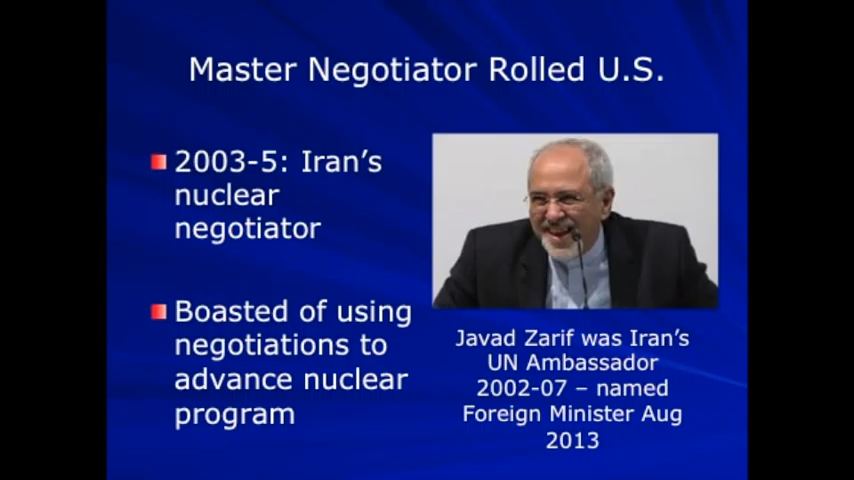 Master Negotiator Rolled U.S.
2003-5: Iran's
nuclear
negotiator
Boasted of using
negotiations to
advance nuclear
program
Javad Zarif was Iran's
UN Ambassador
2002-07 – named
Foreign Minister Aug
2013